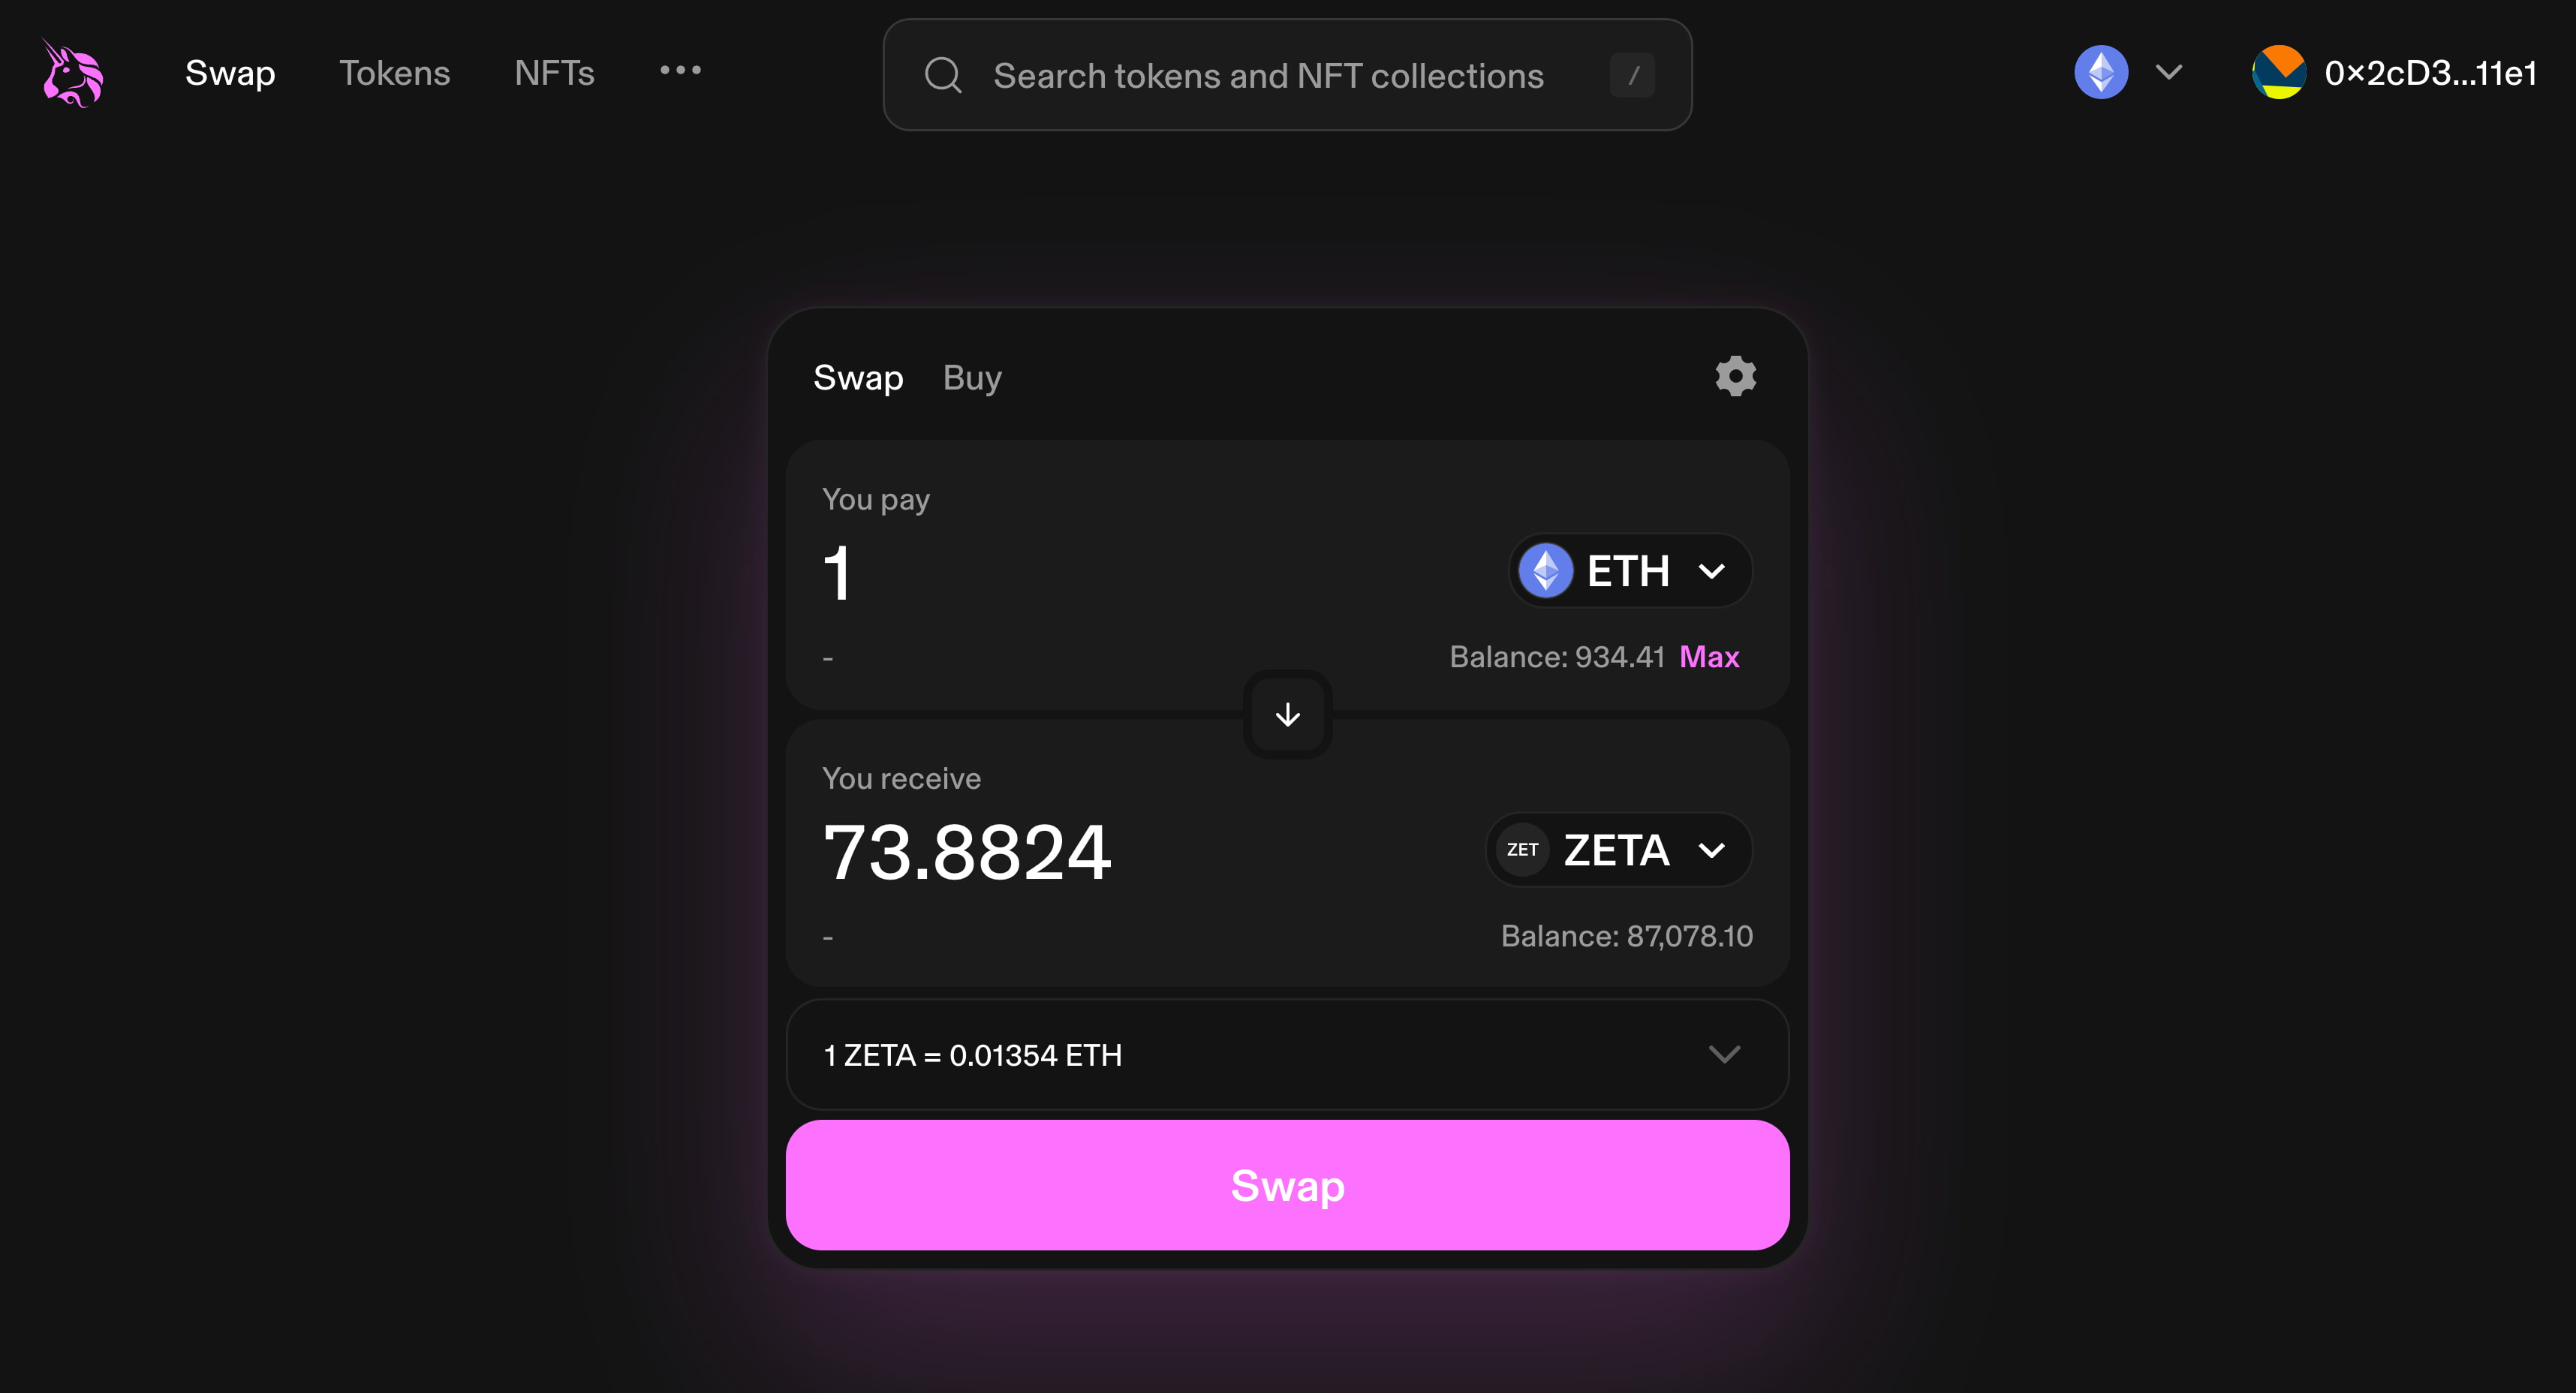 Swap Tokens NFTs ••• Search tokens and NFT collections / 0×2cD3...11e1
Swap Buy
You pay
1 ETH
- Balance: 934.41 Max
You receive
73.8824 ZET ZETA
- Balance: 87,078.10
1 ZETA = 0.01354 ETH
Swap